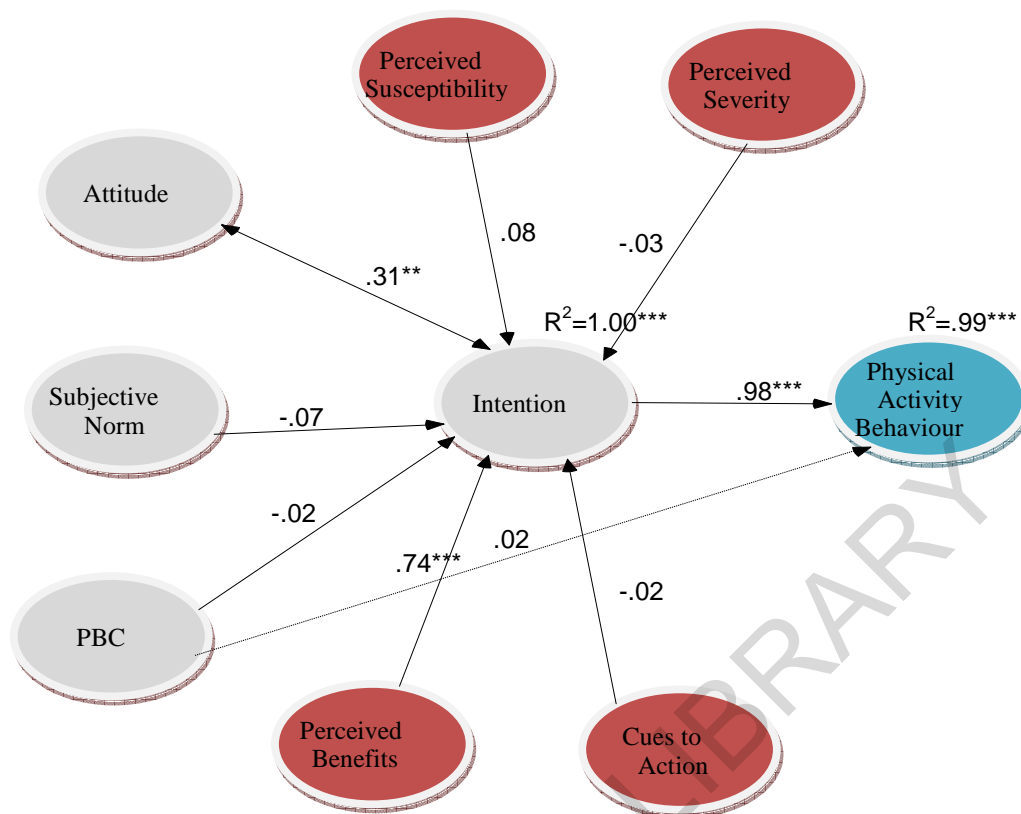 Perceived
Susceptibility
Perceived
Severity
Attitude
.08
-.03
.31**
R²=1.00***
R²=.99***
Subjective
Norm
-.07
Intention
.98***
Physical
Activity
Behaviour
-.02
.02
.74***
-.02
PBC
Perceived
Benefits
Cues to
Action
LIBRARY